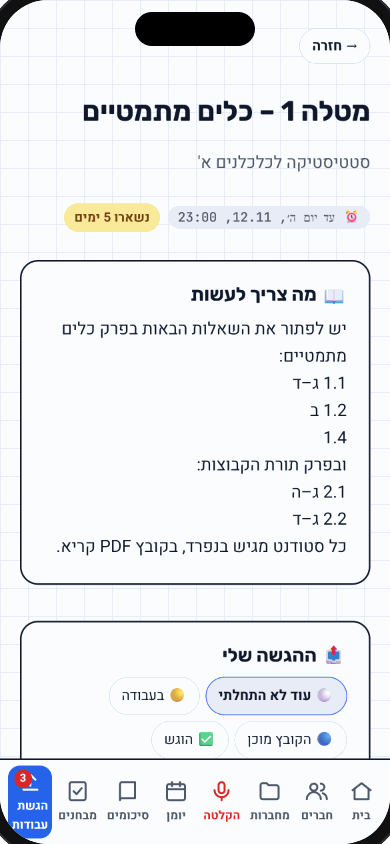 → חזרה
מטלה 1 – כלים מתמטיים
סטטיסטיקה לכלכלנים א'
⏰ עד יום ה׳, 12.11, 23:00
נשארו 5 ימים
📖 מה צריך לעשות
יש לפתור את השאלות הבאות בפרק כלים
מתמטיים:
1.1 ג–ד
1.2 ב
1.4
ובפרק תורת הקבוצות:
2.1 ג–ה
2.2 ג–ד
כל סטודנט מגיש בנפרד, בקובץ PDF קריא.
📤 ההגשה שלי
עוד לא התחלתי
בעבודה
הקובץ מוכן
✅ הוגש
בית
חברים
מחברות
הקלטה
יומן
סיכומים
מבחנים
3
הגשת
עבודות